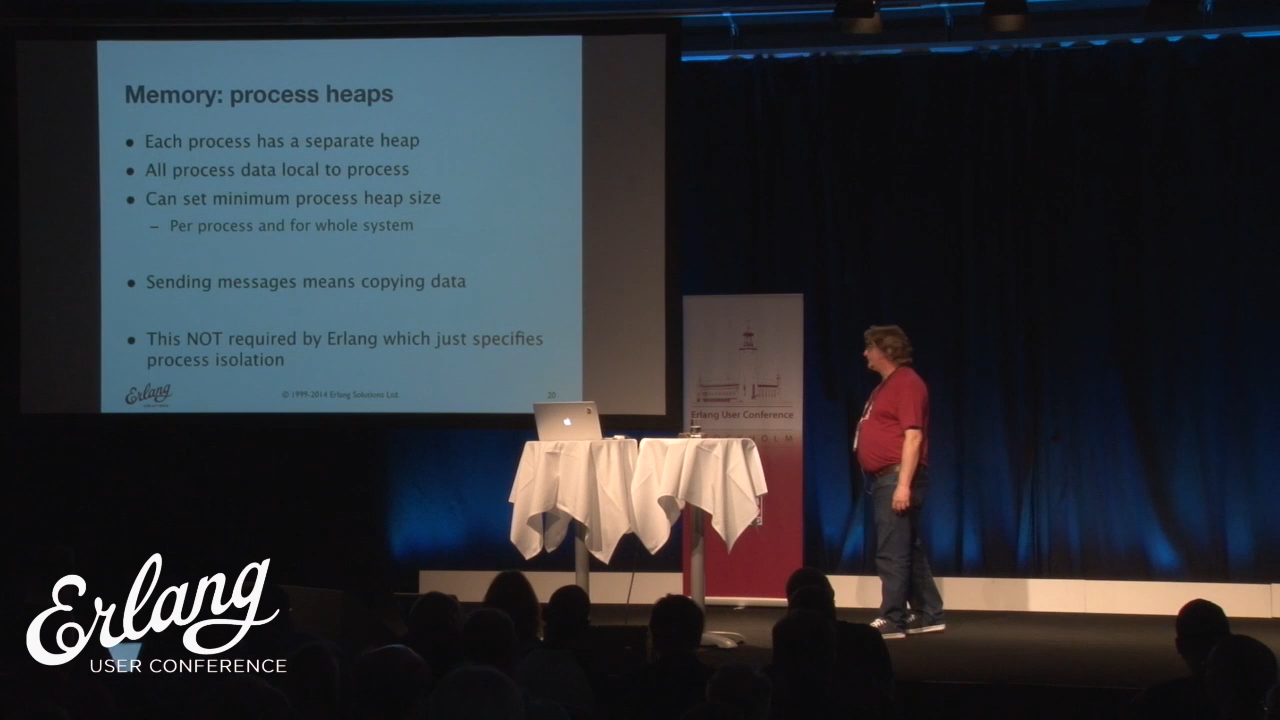 Memory: process heaps
• Each process has a separate heap
• All process data local to process
• Can set minimum process heap size
– Per process and for whole system
• Sending messages means copying data
• This NOT required by Erlang which just specifies
process isolation
Erlang
© 1999-2014 Erlang Solutions Ltd.
20
Erlang User Conference
Erlang
USER CONFERENCE